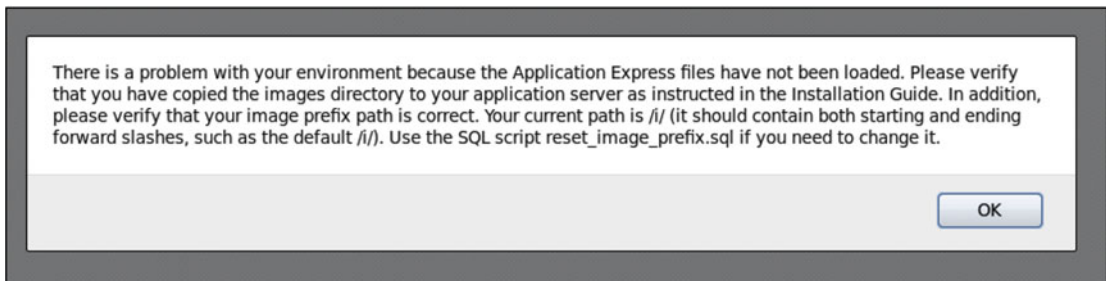 There is a problem with your environment because the Application Express files have not been loaded. Please verify
that you have copied the images directory to your application server as instructed in the Installation Guide. In addition,
please verify that your image prefix path is correct. Your current path is /i/ (it should contain both starting and ending
forward slashes, such as the default /i/). Use the SQL script reset_image_prefix.sql if you need to change it.
OK